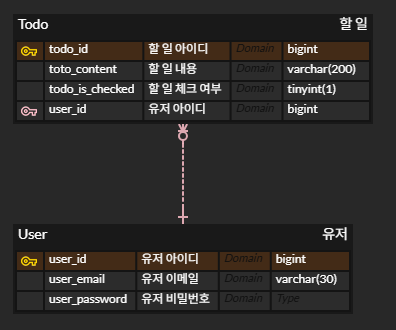 Todo 할 일
todo_id 할 일 아이디 Domain bigint
toto_content 할 일 내용 Domain varchar(200)
todo_is_checked 할 일 체크 여부 Domain tinyint(1)
user_id 유저 아이디 Domain bigint
User 유저
user_id 유저 아이디 Domain bigint
user_email 유저 이메일 Domain varchar(30)
user_password 유저 비밀번호 Domain Type